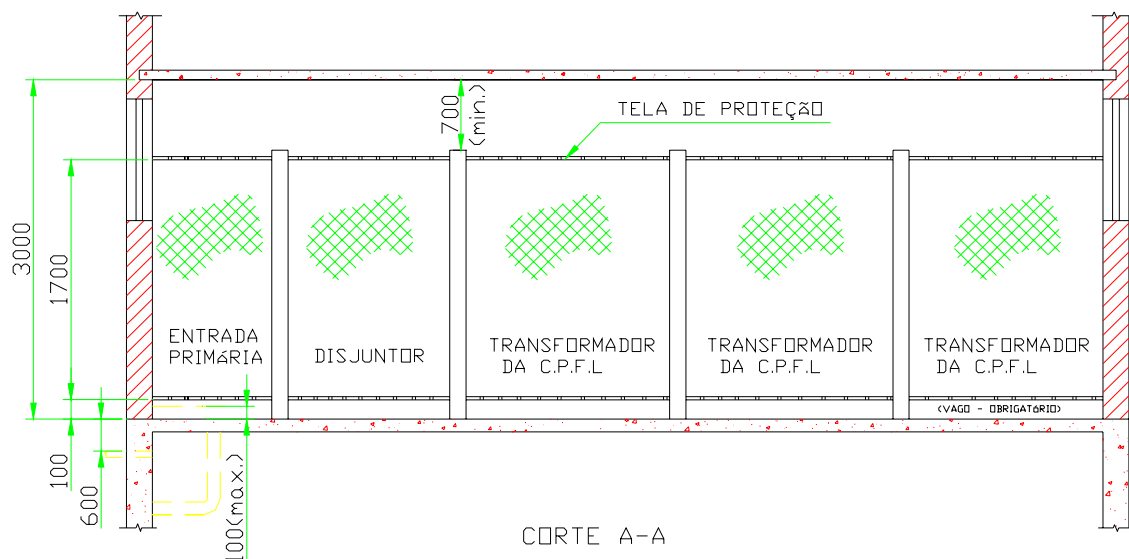 700
(min.)
TELA DE PROTEÇÃO
3000
1700
ENTRADA
PRIMÁRIA
DISJUNTOR
TRANSFORMADOR
DA C.P.F.L
TRANSFORMADOR
DA C.P.F.L
TRANSFORMADOR
DA C.P.F.L
(VAGO - OBRIGATÓRIO)
100
600
100(max.)
CORTE A-A